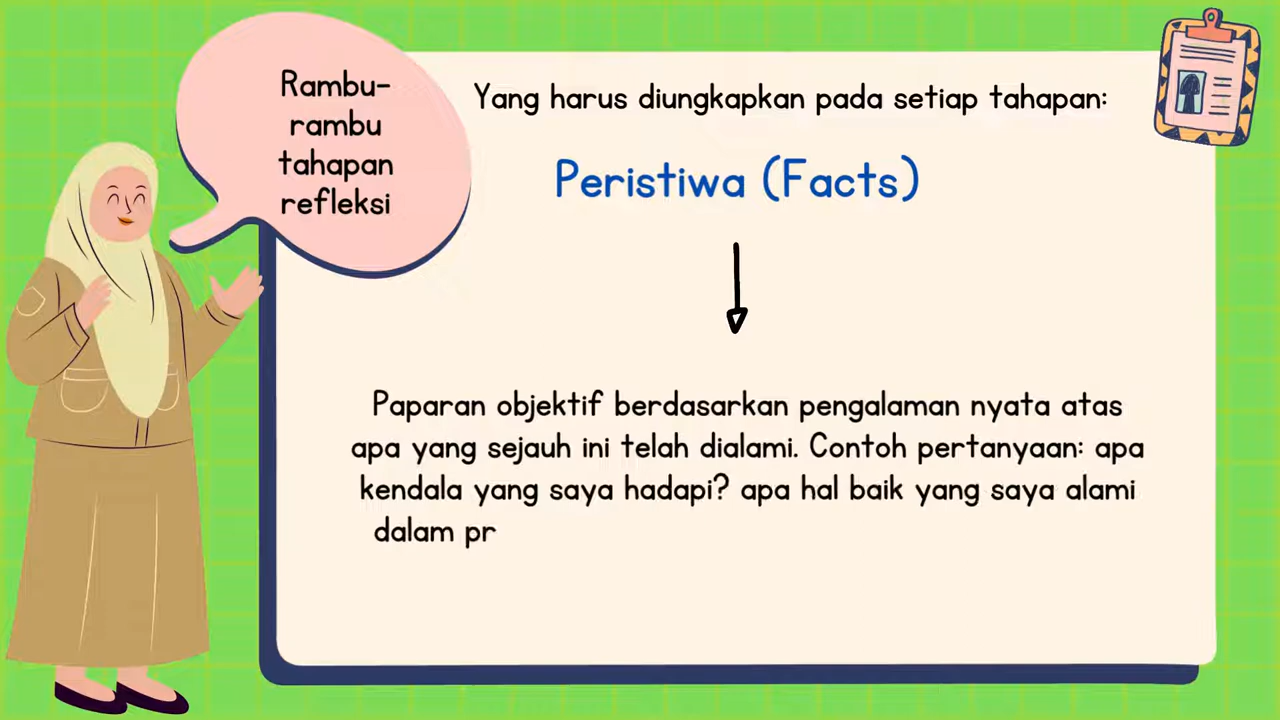 Rambu-
rambu
tahapan
refleksi
Yang harus diungkapkan pada setiap tahapan:
Peristiwa (Facts)
Paparan objektif berdasarkan pengalaman nyata atas
apa yang sejauh ini telah dialami. Contoh pertanyaan: apa
kendala yang saya hadapi? apa hal baik yang saya alami
dalam pr